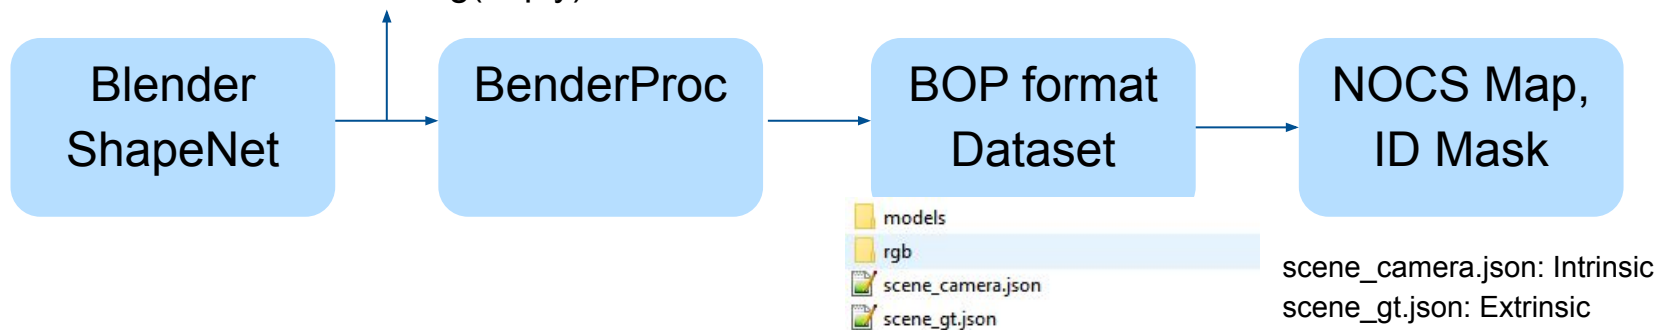 Blender
ShapeNet
BenderProc
BOP format
Dataset
NOCS Map,
ID Mask
models
rgb
scene_camera.json
scene_gt.json
scene_camera.json: Intrinsic
scene_gt.json: Extrinsic